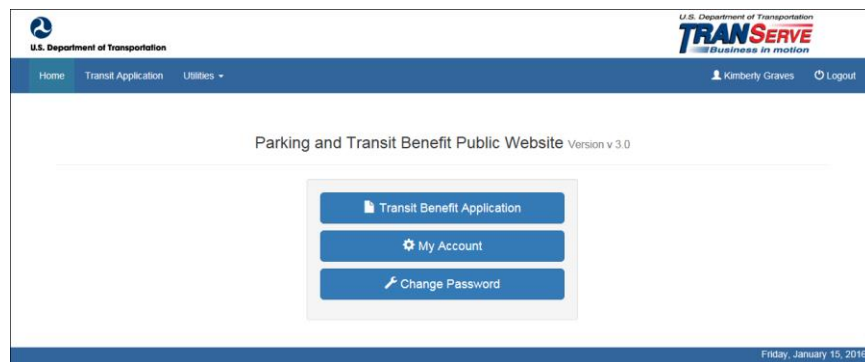 U.S. Department of Transportation
U.S. Department of Transportation
TRANSERVE
Business in motion
Home Transit Application Utilities Kimberly Graves Logout
Parking and Transit Benefit Public Website Version v 3.0
Transit Benefit Application
My Account
Change Password
Friday, January 15, 2016